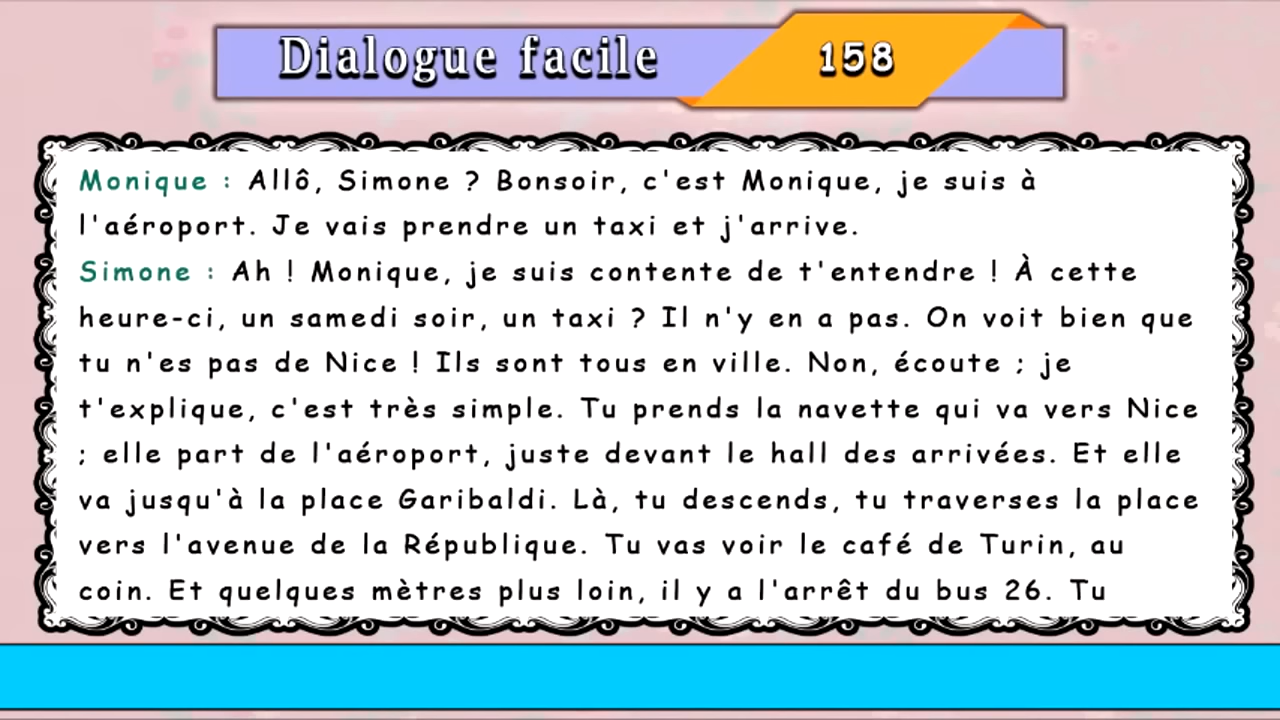 Dialogue facile 158
Monique : Allô, Simone ? Bonsoir, c'est Monique, je suis à
l'aéroport. Je vais prendre un taxi et j'arrive.
Simone : Ah ! Monique, je suis contente de t'entendre ! À cette
heure-ci, un samedi soir, un taxi ? Il n'y en a pas. On voit bien que
tu n'es pas de Nice ! Ils sont tous en ville. Non, écoute ; je
t'explique, c'est très simple. Tu prends la navette qui va vers Nice
; elle part de l'aéroport, juste devant le hall des arrivées. Et elle
va jusqu'à la place Garibaldi. Là, tu descends, tu traverses la place
vers l'avenue de la République. Tu vas voir le café de Turin, au
coin. Et quelques mètres plus loin, il y a l'arrêt du bus 26. Tu